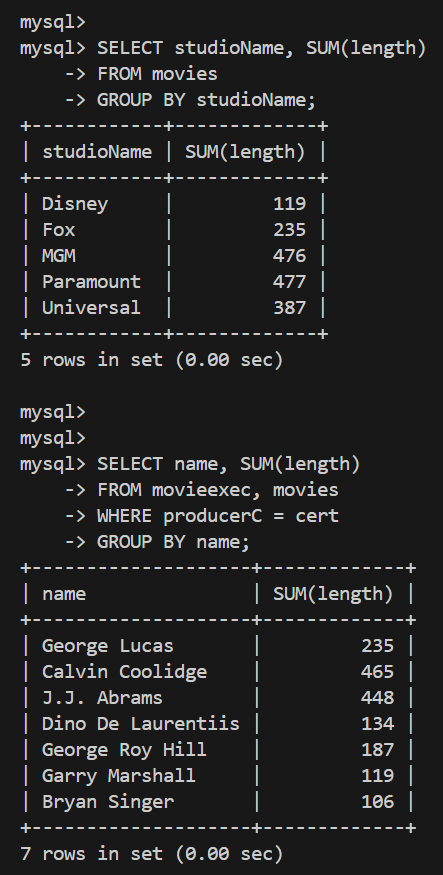 mysql>
mysql> SELECT studioName, SUM(length)
    -> FROM movies
    -> GROUP BY studioName;
+------------+-------------+
| studioName | SUM(length) |
+------------+-------------+
| Disney     |         119 |
| Fox        |         235 |
| MGM        |         476 |
| Paramount  |         477 |
| Universal  |         387 |
+------------+-------------+
5 rows in set (0.00 sec)

mysql>
mysql>
mysql> SELECT name, SUM(length)
    -> FROM movieexec, movies
    -> WHERE producerC = cert
    -> GROUP BY name;
+--------------------+-------------+
| name               | SUM(length) |
+--------------------+-------------+
| George Lucas       |         235 |
| Calvin Coolidge    |         465 |
| J.J. Abrams        |         448 |
| Dino De Laurentiis |         134 |
| George Roy Hill    |         187 |
| Garry Marshall     |         119 |
| Bryan Singer       |         106 |
+--------------------+-------------+
7 rows in set (0.00 sec)